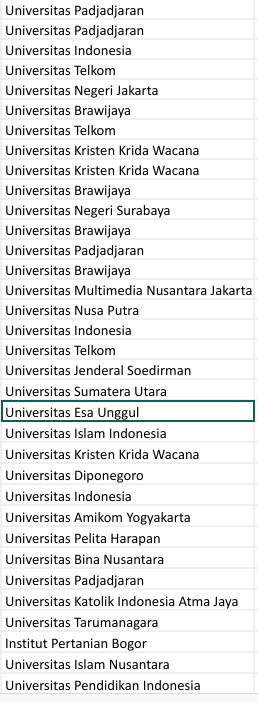 Universitas Padjadjaran
Universitas Padjadjaran
Universitas Indonesia
Universitas Telkom
Universitas Negeri Jakarta
Universitas Brawijaya
Universitas Telkom
Universitas Kristen Krida Wacana
Universitas Kristen Krida Wacana
Universitas Brawijaya
Universitas Negeri Surabaya
Universitas Brawijaya
Universitas Padjadjaran
Universitas Brawijaya
Universitas Multimedia Nusantara Jakarta
Universitas Nusa Putra
Universitas Indonesia
Universitas Telkom
Universitas Jenderal Soedirman
Universitas Sumatera Utara
Universitas Esa Unggul
Universitas Islam Indonesia
Universitas Kristen Krida Wacana
Universitas Diponegoro
Universitas Indonesia
Universitas Amikom Yogyakarta
Universitas Pelita Harapan
Universitas Bina Nusantara
Universitas Padjadjaran
Universitas Katolik Indonesia Atma Jaya
Universitas Tarumanagara
Institut Pertanian Bogor
Universitas Islam Nusantara
Universitas Pendidikan Indonesia